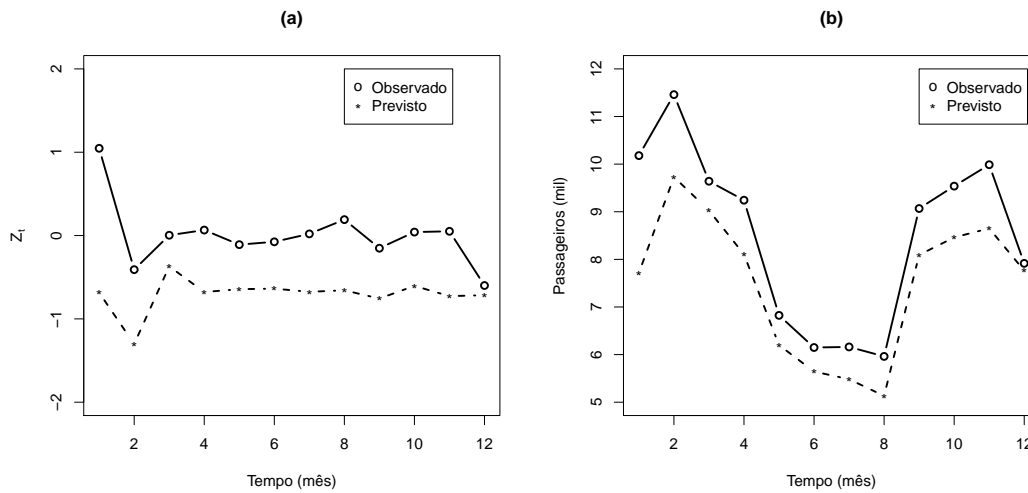 (a)
2
1
0
−1
−2
Z_t
o Observado
* Previsto
2 4 6 8 10 12
Tempo (mês)
(b)
12
11
10
9
8
7
6
5
Passageiros (mil)
o Observado
* Previsto
2 4 6 8 10 12
Tempo (mês)